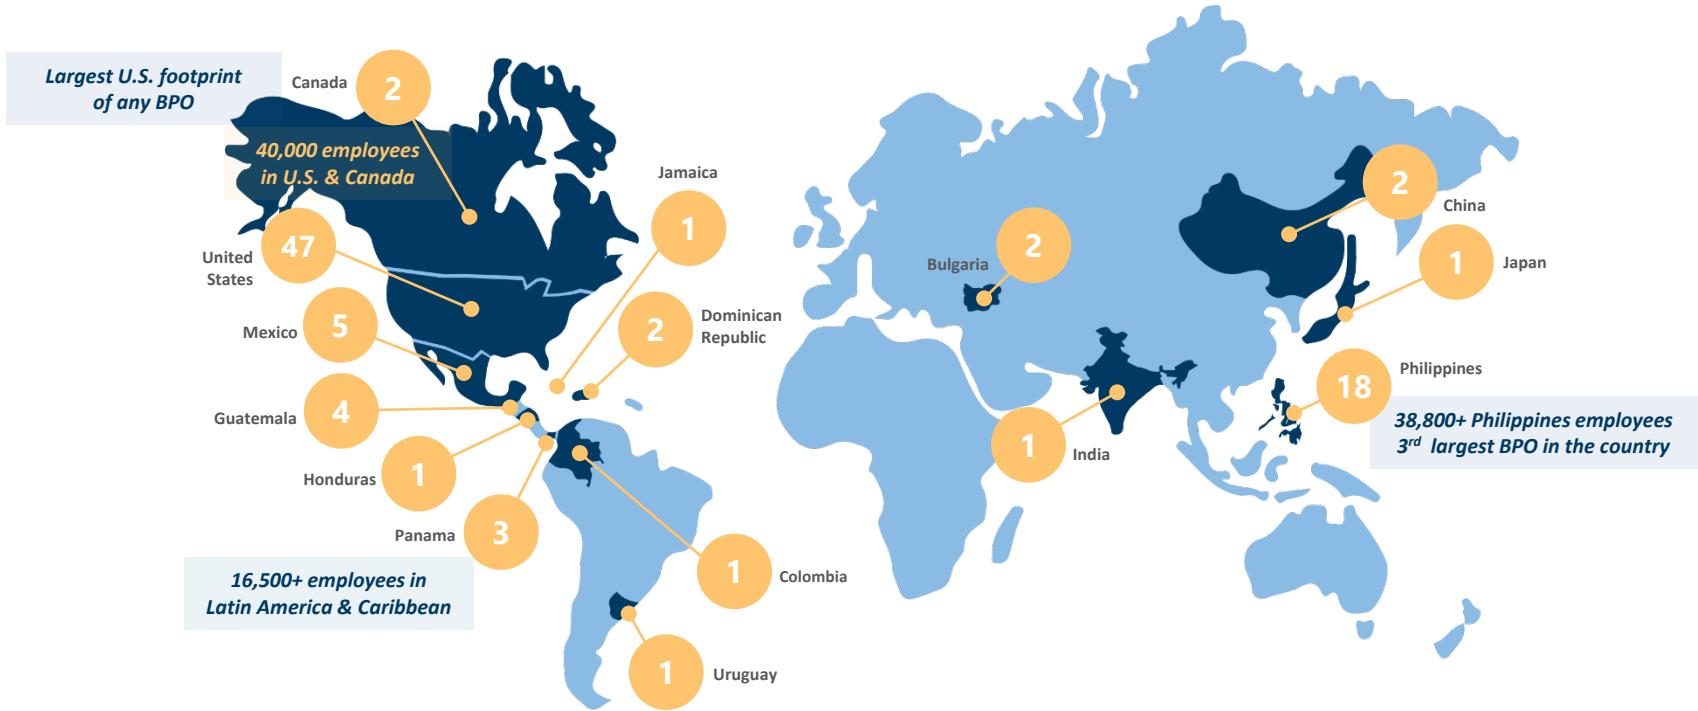 Largest U.S. footprint
of any BPO
Canada
2
40,000 employees
in U.S. & Canada
United
States
47
Mexico
5
Guatemala
4
Honduras
1
Panama
3
16,500+ employees in
Latin America & Caribbean
Jamaica
1
2
Dominican
Republic
1
Colombia
1
Uruguay
Bulgaria
2
1
India
2
China
1
Japan
18
Philippines
38,800+ Philippines employees
3rd largest BPO in the country